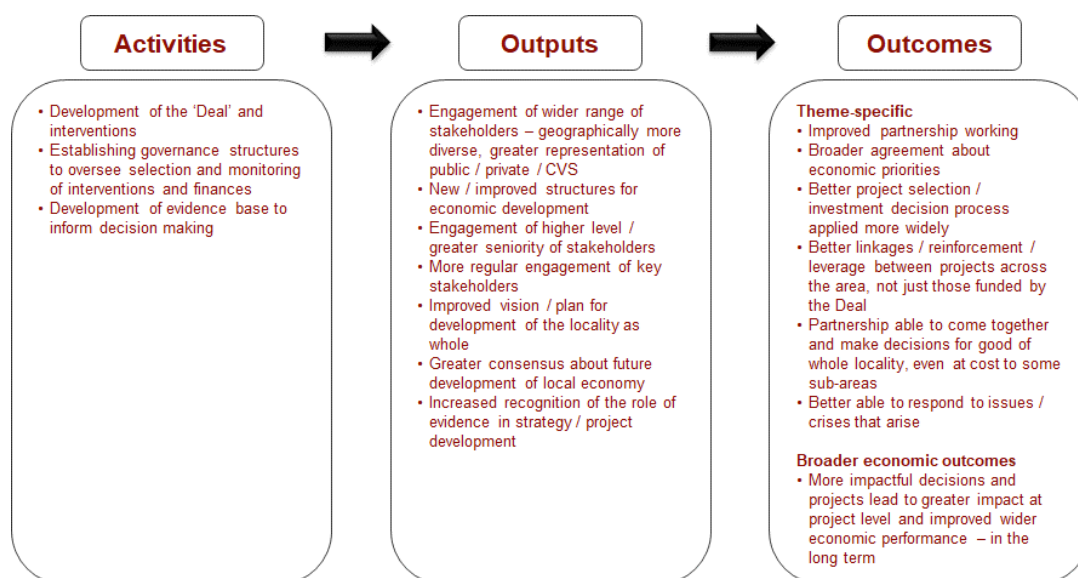 Activities
Outputs
Outcomes
• Development of the ‘Deal’ and
interventions
• Establishing governance structures
to oversee selection and monitoring
of interventions and finances
• Development of evidence base to
inform decision making
• Engagement of wider range of
stakeholders – geographically more
diverse, greater representation of
public / private / CVS
• New / improved structures for
economic development
• Engagement of higher level /
greater seniority of stakeholders
• More regular engagement of key
stakeholders
• Improved vision / plan for
development of the locality as
whole
• Greater consensus about future
development of local economy
• Increased recognition of the role of
evidence in strategy / project
development
Theme-specific
• Improved partnership working
• Broader agreement about
economic priorities
• Better project selection /
investment decision process
applied more widely
• Better linkages / reinforcement /
leverage between projects across
the area, not just those funded by
the Deal
• Partnership able to come together
and make decisions for good of
whole locality, even at cost to some
sub-areas
• Better able to respond to issues /
crises that arise
Broader economic outcomes
• More impactful decisions and
projects lead to greater impact at
project level and improved wider
economic performance – in the
long term